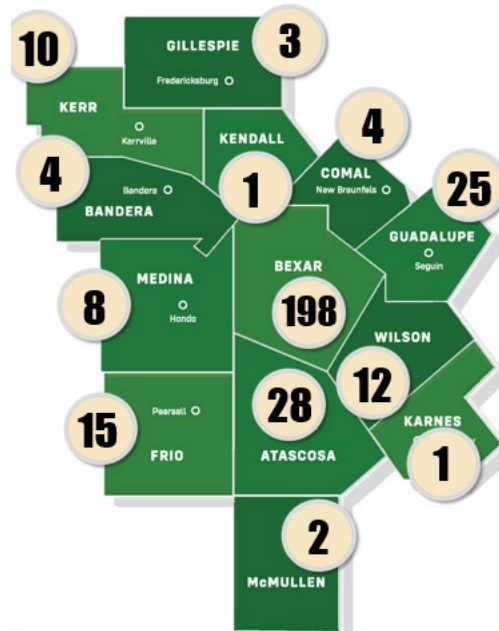 3
GILLESPIE
Fredericksburg
10
KERR
Kerrville
KENDALL
4
COMAL
New Braunfels
4
Bandera
BANDERA
1
25
GUADALUPE
Seguin
MEDINA
Hondo
8
BEXAR
198
WILSON
12
28
ATASCOSA
Pearsall
15
FRIO
KARNES
1
2
McMULLEN